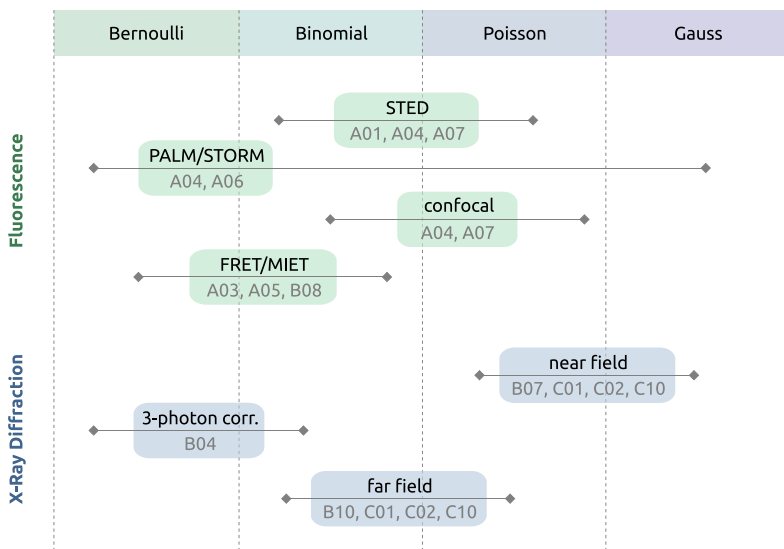 Bernoulli
Binomial
Poisson
Gauss
Fluorescence
STED
A01, A04, A07
PALM/STORM
A04, A06
confocal
A04, A07
FRET/MIET
A03, A05, B08
X-Ray Diffraction
near field
B07, C01, C02, C10
3-photon corr.
B04
far field
B10, C01, C02, C10